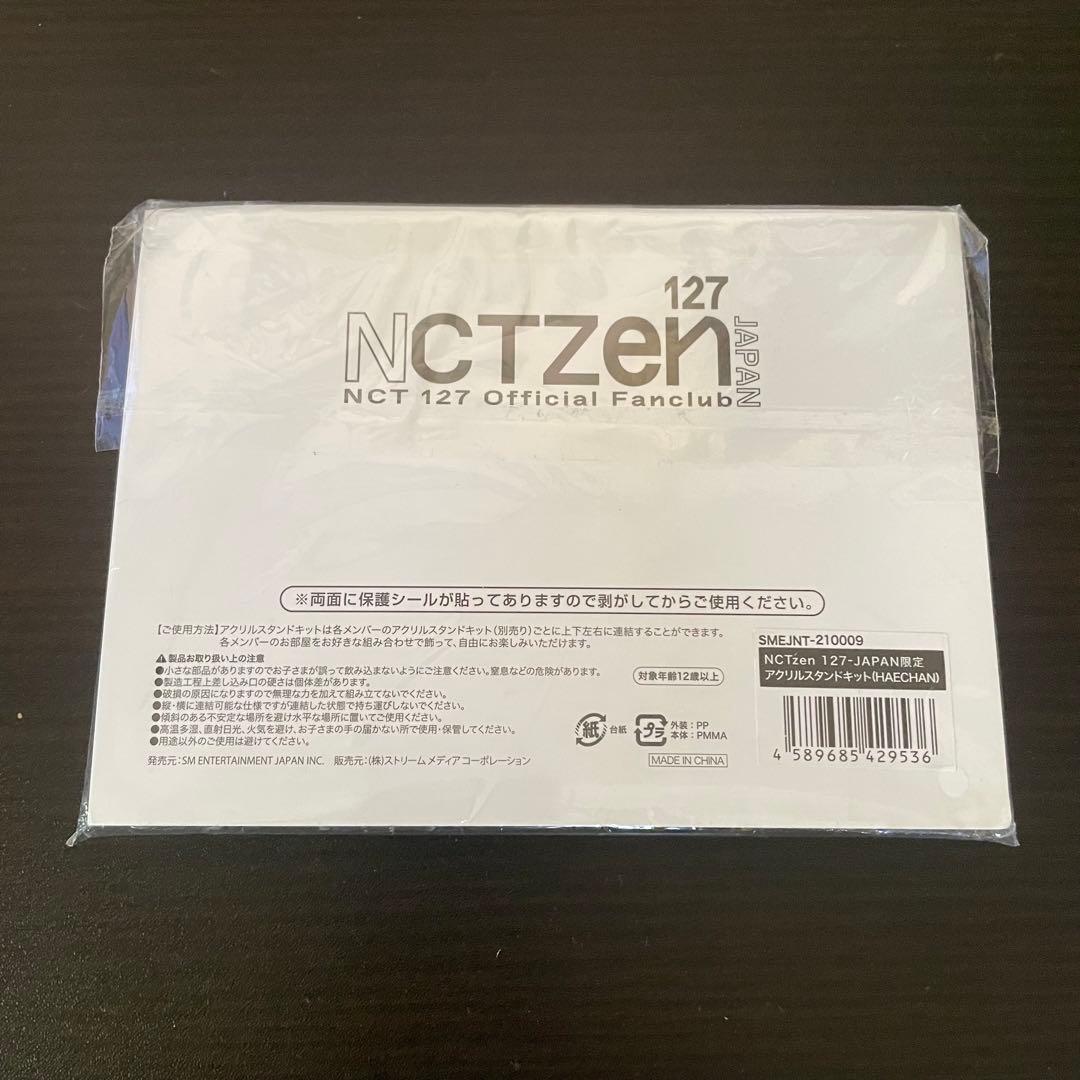 127
NCTzen
JAPAN
NCT 127 Official Fanclub
※両面に保護シールが貼ってありますので剥がしてからご使用ください。
【ご使用方法】アクリルスタンドキットは各メンバーのアクリルスタンドキット(別売り)ごとに上下左右に連結することができます。
各メンバーのお部屋をお好きな組み合わせで飾って、自由にお楽しみいただけます。
⚠製品お取り扱い上の注意
●小さな部品がありますのでお子さまが誤って飲み込まないようにご注意ください。窒息などの危険があります。
●製造工程上差し込み口の硬さは個体差があります。
●破損の原因になりますので無理な力を加えて組み立てないでください。
●縦・横に連結可能な仕様ですが連結した状態で持ち運びしないでください。
●傾斜のある不安定な場所を避け水平な場所に置いてご使用ください。
●高温多湿、直射日光、火気を避け、お子さまの手の届かない所で使用・保管してください。
●用途以外のご使用は避けてください。
発売元:SM ENTERTAINMENT JAPAN INC. 販売元:(株)ストリームメディアコーポレーション
対象年齢12歳以上
紙 台紙
プラ 外装:PP
本体:PMMA
MADE IN CHINA
SMEJNT-210009
NCTzen 127-JAPAN限定
アクリルスタンドキット(HAECHAN)
4 589685 429536